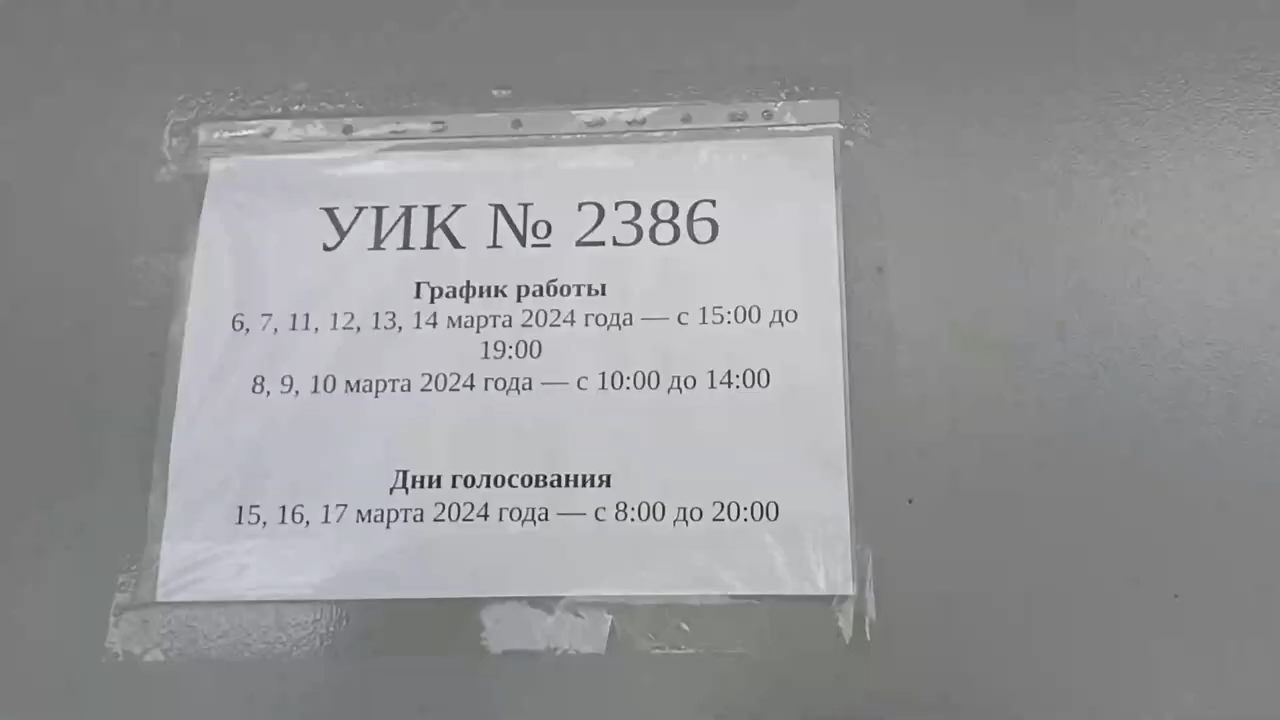 УИК № 2386
График работы
6, 7, 11, 12, 13, 14 марта 2024 года — с 15:00 до
19:00
8, 9, 10 марта 2024 года — с 10:00 до 14:00
Дни голосования
15, 16, 17 марта 2024 года — с 8:00 до 20:00